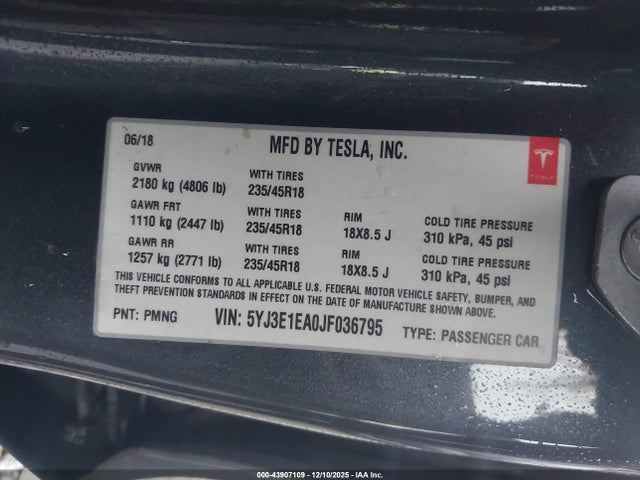 06/18 MFD BY TESLA, INC.
TESLA
GVWR WITH TIRES
2180 kg (4806 lb) 235/45R18
GAWR FRT WITH TIRES RIM COLD TIRE PRESSURE
1110 kg (2447 lb) 235/45R18 18X8.5 J 310 kPa, 45 psi
GAWR RR WITH TIRES RIM COLD TIRE PRESSURE
1257 kg (2771 lb) 235/45R18 18X8.5 J 310 kPa, 45 psi
THIS VEHICLE CONFORMS TO ALL APPLICABLE U.S. FEDERAL MOTOR VEHICLE SAFETY, BUMPER, AND
THEFT PREVENTION STANDARDS IN EFFECT ON THE DATE OF MANUFACTURE SHOWN ABOVE.
PNT: PMNG VIN: 5YJ3E1EA0JF036795 TYPE: PASSENGER CAR
000-43907109 - 12/10/2025 - IAA Inc.